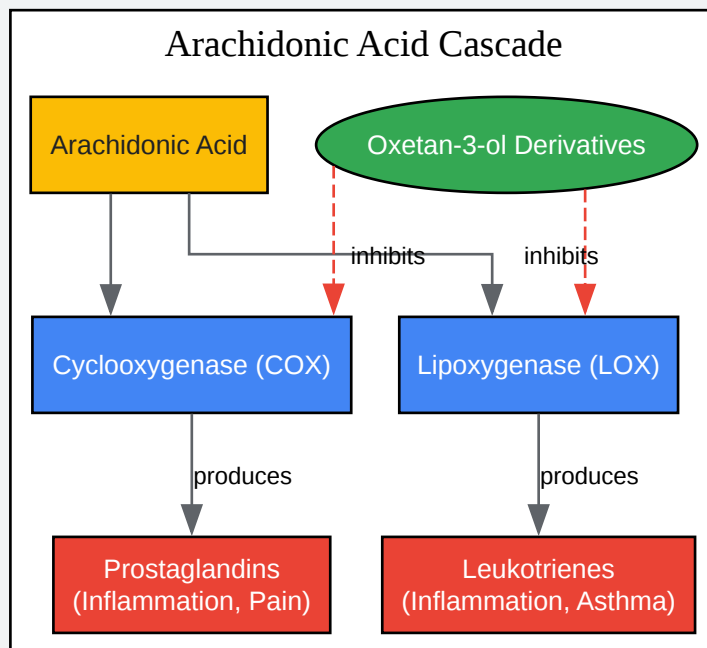 Arachidonic Acid Cascade
Arachidonic Acid
Oxetan-3-ol Derivatives
inhibits
inhibits
Cyclooxygenase (COX)
Lipoxygenase (LOX)
produces
produces
Prostaglandins
(Inflammation, Pain)
Leukotrienes
(Inflammation, Asthma)